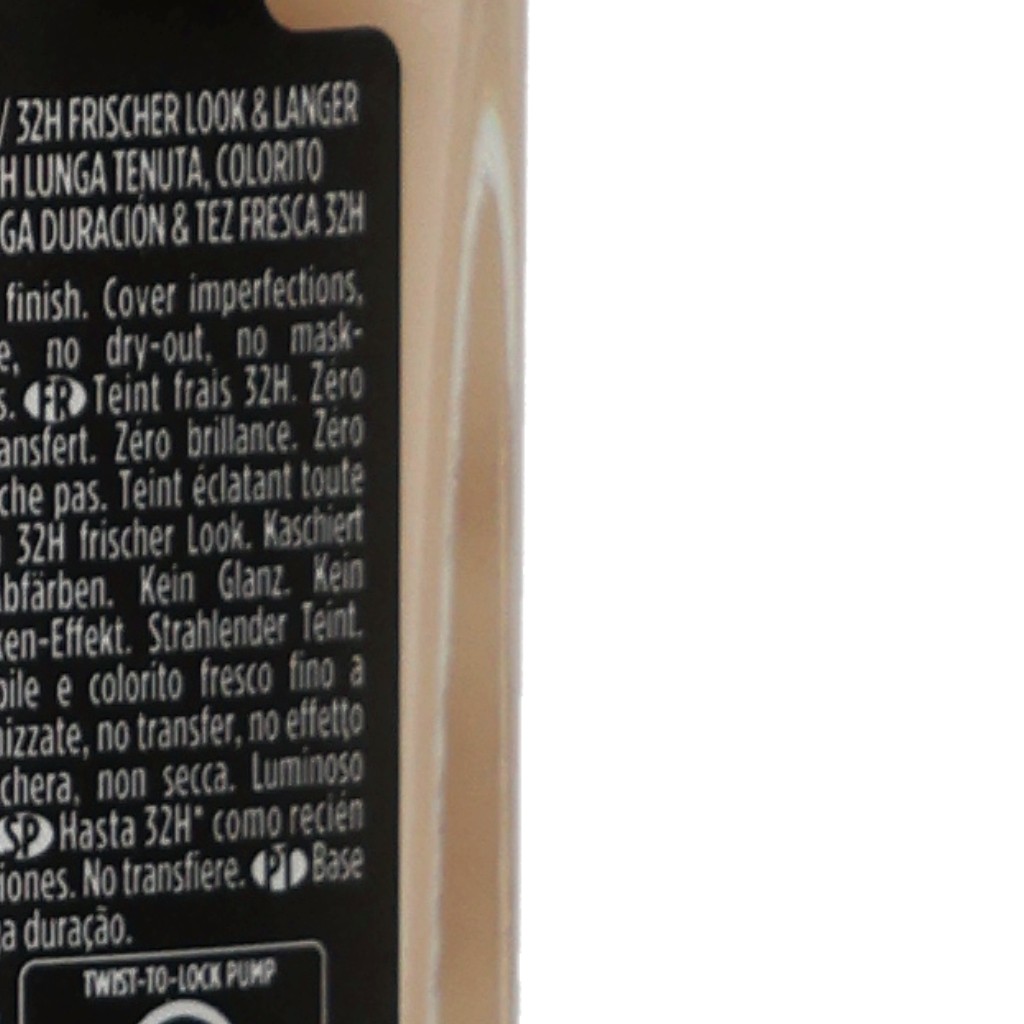 / 32H FRISCHER LOOK & LANGER
H LUNGA TENUTA, COLORITO
GA DURACIÓN & TEZ FRESCA 32H
finish. Cover imperfections,
e, no dry-out, no mask-
s. FR Teint frais 32H. Zéro
ansfert. Zéro brillance. Zéro
che pas. Teint éclatant toute
32H frischer Look. Kaschiert
bfärben. Kein Glanz. Kein
ken-Effekt. Strahlender Teint.
bile e colorito fresco fino a
nizzate, no transfer, no effetto
chera, non secca. Luminoso
SP Hasta 32H* como recién
iones. No transfiere. PT Base
ga duração.
TWIST-TO-LOCK PUMP